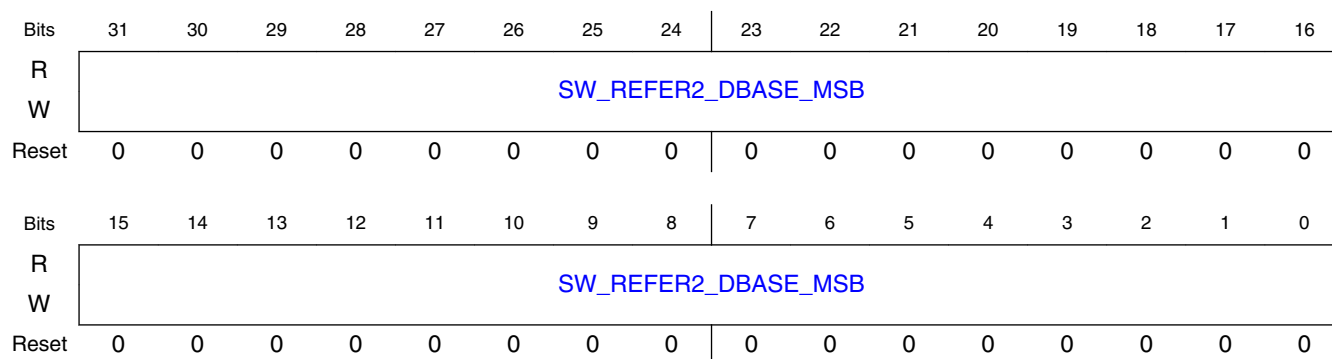 Bits 31 30 29 28 27 26 25 24 23 22 21 20 19 18 17 16
R
SW_REFER2_DBASE_MSB
W
Reset 0 0 0 0 0 0 0 0 0 0 0 0 0 0 0 0
Bits 15 14 13 12 11 10 9 8 7 6 5 4 3 2 1 0
R
SW_REFER2_DBASE_MSB
W
Reset 0 0 0 0 0 0 0 0 0 0 0 0 0 0 0 0